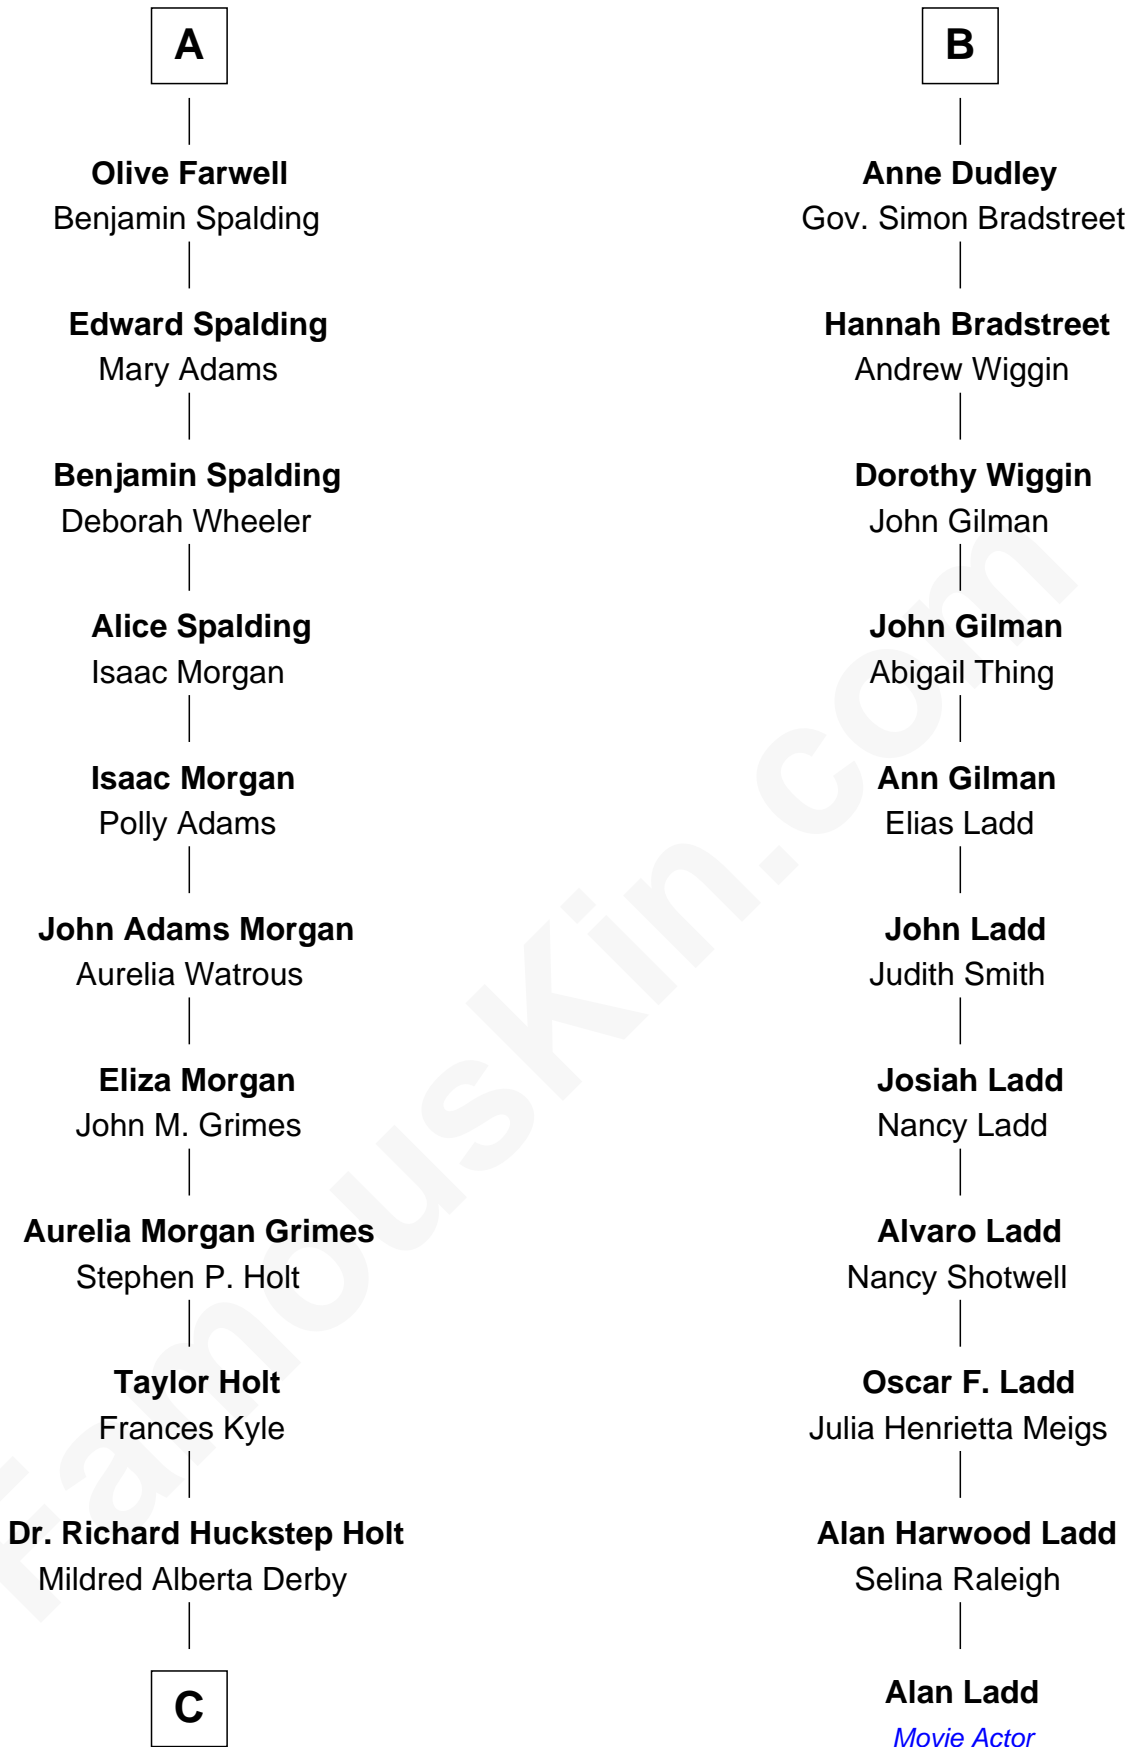 A
Olive Farwell
Benjamin Spalding
Edward Spalding
Mary Adams
Benjamin Spalding
Deborah Wheeler
Alice Spalding
Isaac Morgan
Isaac Morgan
Polly Adams
John Adams Morgan
Aurelia Watrous
Eliza Morgan
John M. Grimes
Aurelia Morgan Grimes
Stephen P. Holt
Taylor Holt
Frances Kyle
Dr. Richard Huckstep Holt
Mildred Alberta Derby
C
B
Anne Dudley
Gov. Simon Bradstreet
Hannah Bradstreet
Andrew Wiggin
Dorothy Wiggin
John Gilman
John Gilman
Abigail Thing
Ann Gilman
Elias Ladd
John Ladd
Judith Smith
Josiah Ladd
Nancy Ladd
Alvaro Ladd
Nancy Shotwell
Oscar F. Ladd
Julia Henrietta Meigs
Alan Harwood Ladd
Selina Raleigh
Alan Ladd
Movie Actor
FamousKin.com